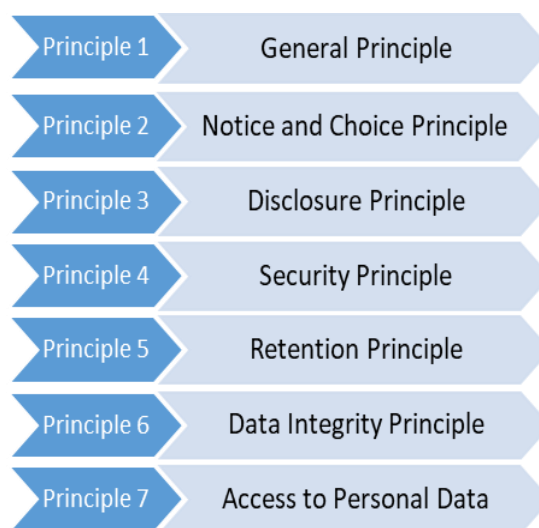 Principle 1 General Principle
Principle 2 Notice and Choice Principle
Principle 3 Disclosure Principle
Principle 4 Security Principle
Principle 5 Retention Principle
Principle 6 Data Integrity Principle
Principle 7 Access to Personal Data